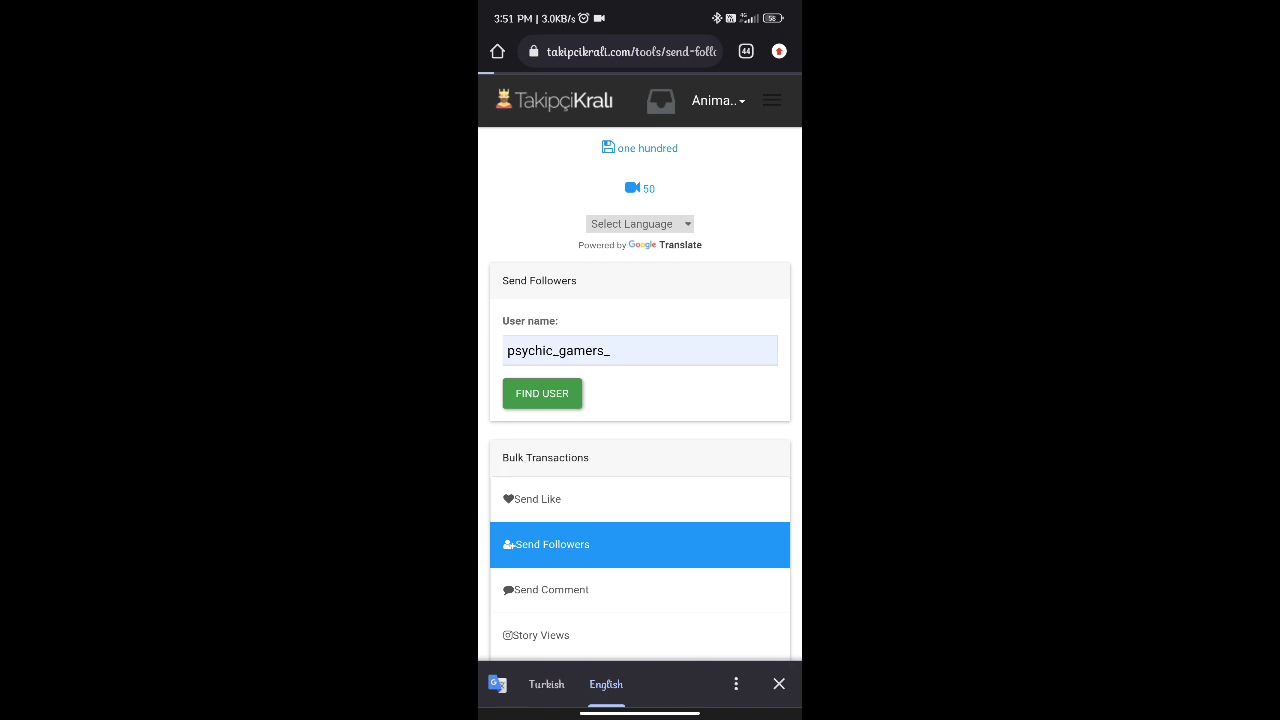 3:51 PM | 3.0KB/s 4G 58
takipcikrali.com/tools/send-follo 44
TakipçiKralı Anima..
one hundred
50
Select Language
Powered by Google Translate
Send Followers
User name:
psychic_gamers_
FIND USER
Bulk Transactions
Send Like
Send Followers
Send Comment
Story Views
Turkish English